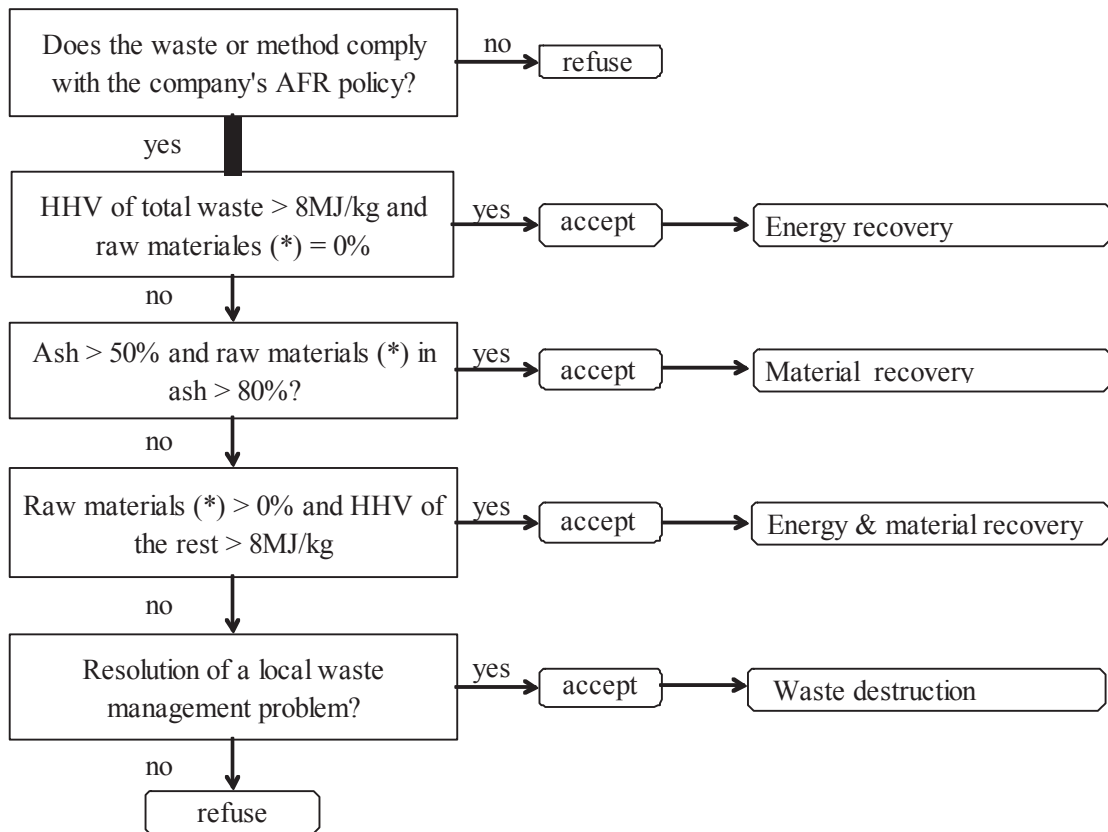 Does the waste or method comply
with the company's AFR policy?
no
refuse
yes
HHV of total waste > 8MJ/kg and
raw materiales (*) = 0%
yes
accept
Energy recovery
no
Ash > 50% and raw materials (*) in
ash > 80%?
yes
accept
Material recovery
no
Raw materials (*) > 0% and HHV of
the rest > 8MJ/kg
yes
accept
Energy & material recovery
no
Resolution of a local waste
management problem?
yes
accept
Waste destruction
no
refuse